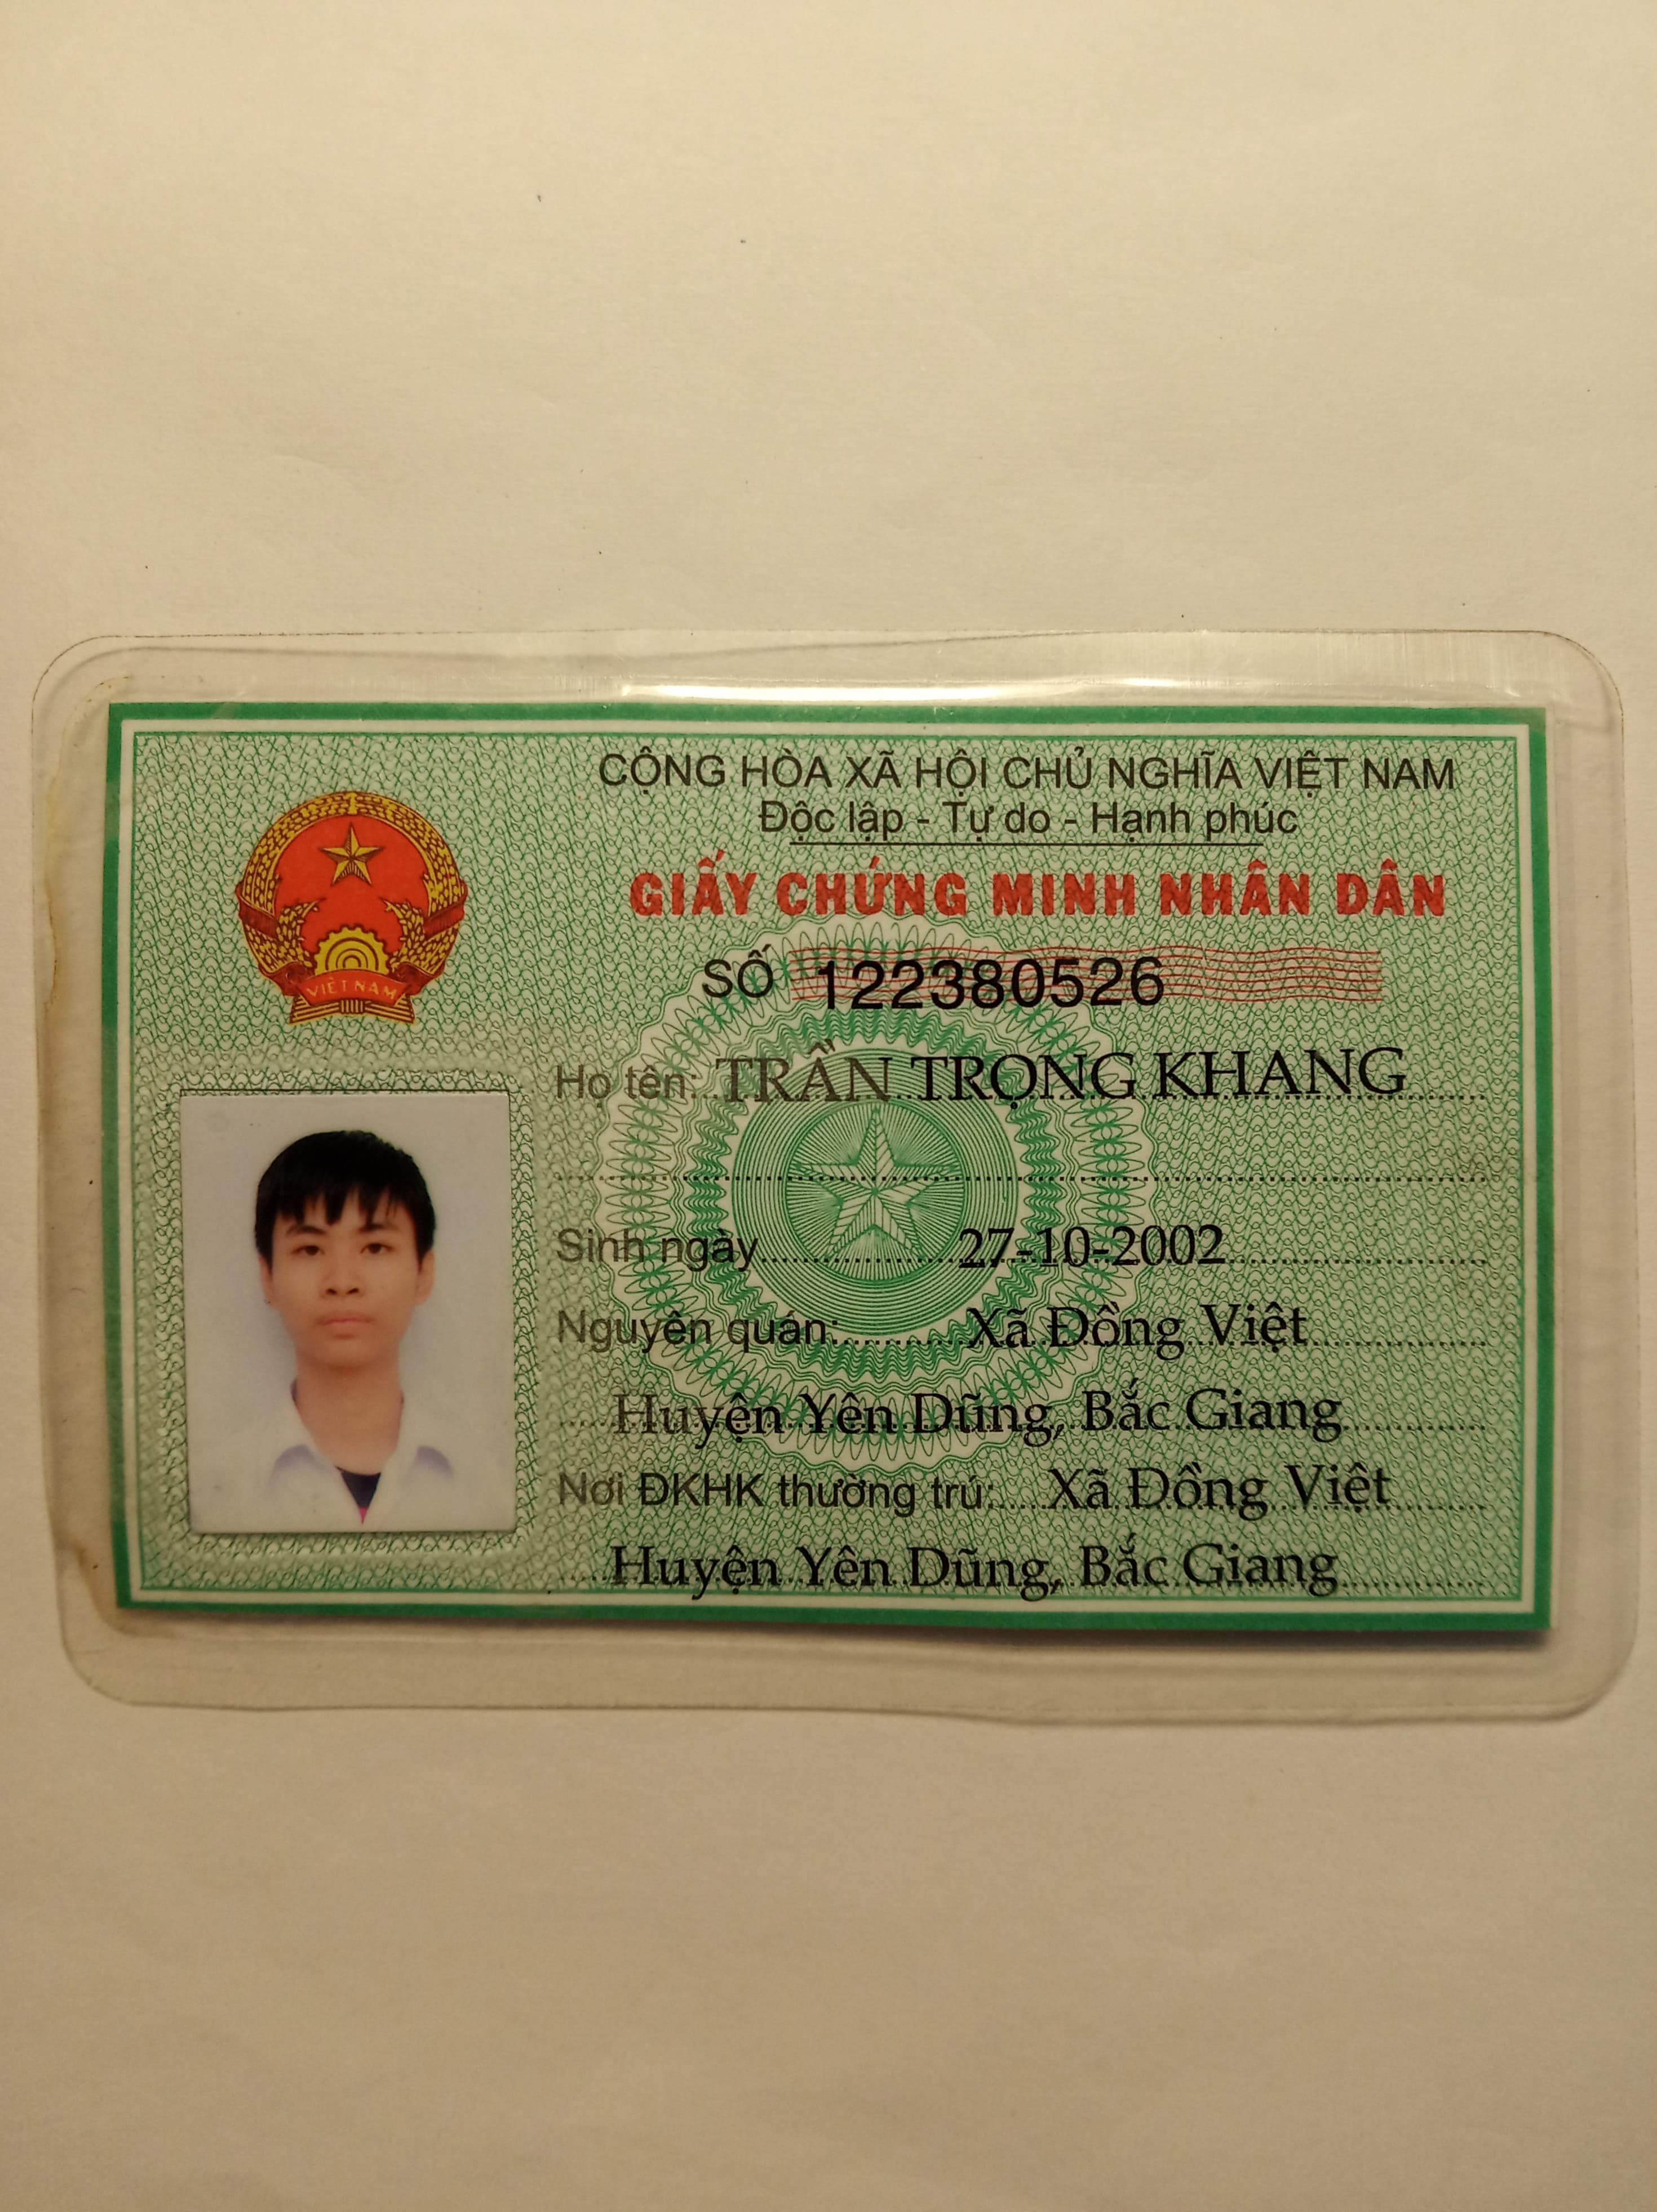 CỘNG HÒA XÃ HỘI CHỦ NGHĨA VIỆT NAM
Độc lập - Tự do - Hạnh phúc
GIẤY CHỨNG MINH NHÂN DÂN
SỐ 122380526
VIỆT NAM
Họ tên: TRẦN TRỌNG KHANG
Sinh ngày 27-10-2002
Nguyên quán: Xã Đồng Việt
Huyện Yên Dũng, Bắc Giang
Nơi ĐKHK thường trú: Xã Đồng Việt
Huyện Yên Dũng, Bắc Giang